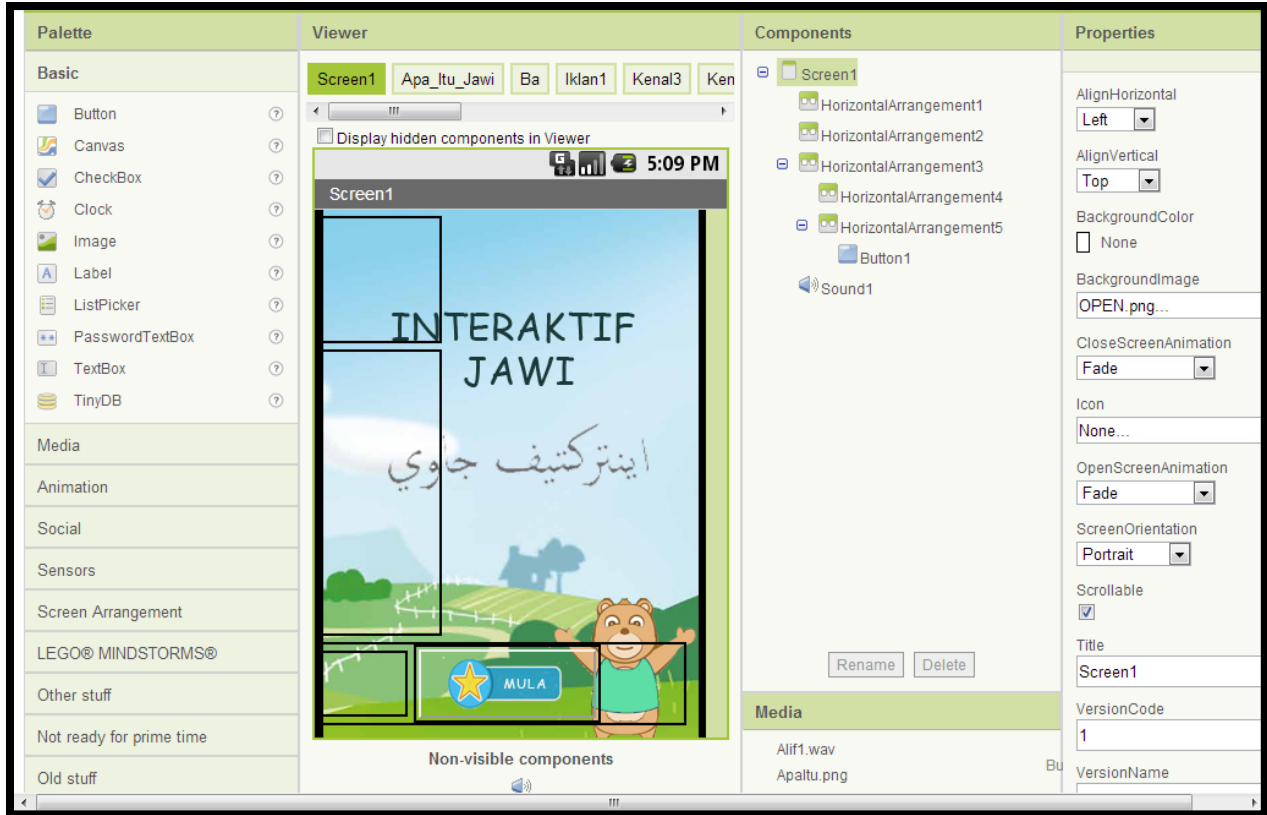 Palette
Basic
Button
Canvas
CheckBox
Clock
Image
Label
ListPicker
PasswordTextBox
TextBox
TinyDB
Media
Animation
Social
Sensors
Screen Arrangement
LEGO® MINDSTORMS®
Other stuff
Not ready for prime time
Old stuff
Viewer
Screen1 Apa_Itu_Jawi Ba Iklan1 Kenal3 Ken
Display hidden components in Viewer
5:09 PM
Screen1
INTERAKTIF
JAWI
اينتركتيف جاوي
MULA
Non-visible components
Components
Screen1
HorizontalArrangement1
HorizontalArrangement2
HorizontalArrangement3
HorizontalArrangement4
HorizontalArrangement5
Button1
Sound1
Rename Delete
Media
Alif1.wav
ApaItu.png
Bu
Properties
AlignHorizontal
Left
AlignVertical
Top
BackgroundColor
None
BackgroundImage
OPEN.png...
CloseScreenAnimation
Fade
Icon
None...
OpenScreenAnimation
Fade
ScreenOrientation
Portrait
Scrollable
Title
Screen1
VersionCode
1
VersionName